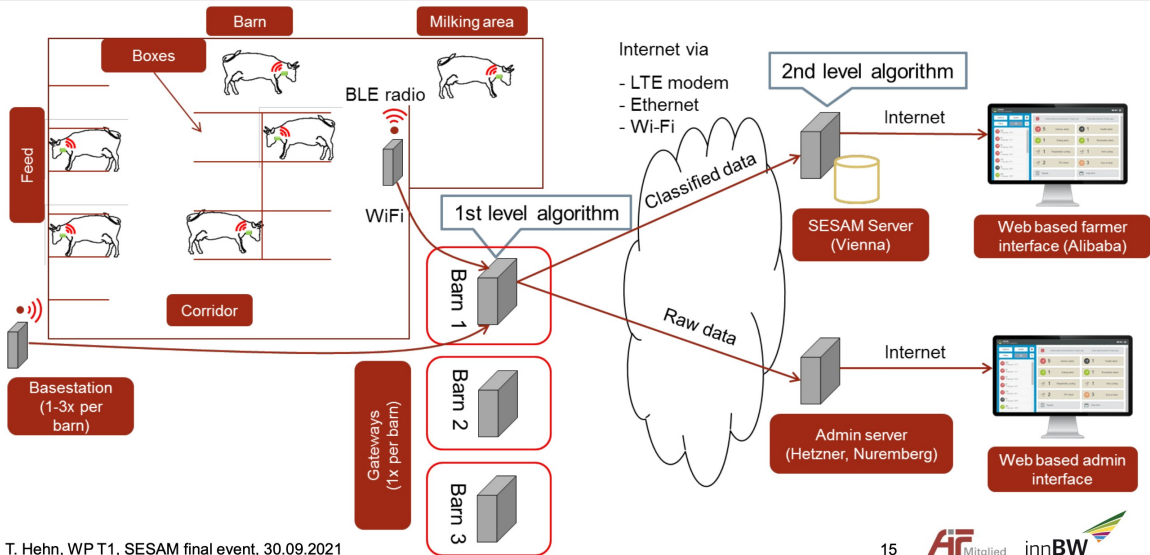 Barn
Milking area
Boxes
BLE radio
Feed
WiFi
Corridor
Basestation
(1-3x per
barn)
1st level algorithm
Barn 1
Barn 2
Barn 3
Gateways
(1x per barn)
Internet via
- LTE modem
- Ethernet
- Wi-Fi
2nd level algorithm
Classified data
Raw data
Internet
SESAM Server
(Vienna)
Web based farmer
interface (Alibaba)
Internet
Admin server
(Hetzner, Nuremberg)
Web based admin
interface
T. Hehn, WP T1, SESAM final event, 30.09.2021
15
AiF Mitglied
innBW